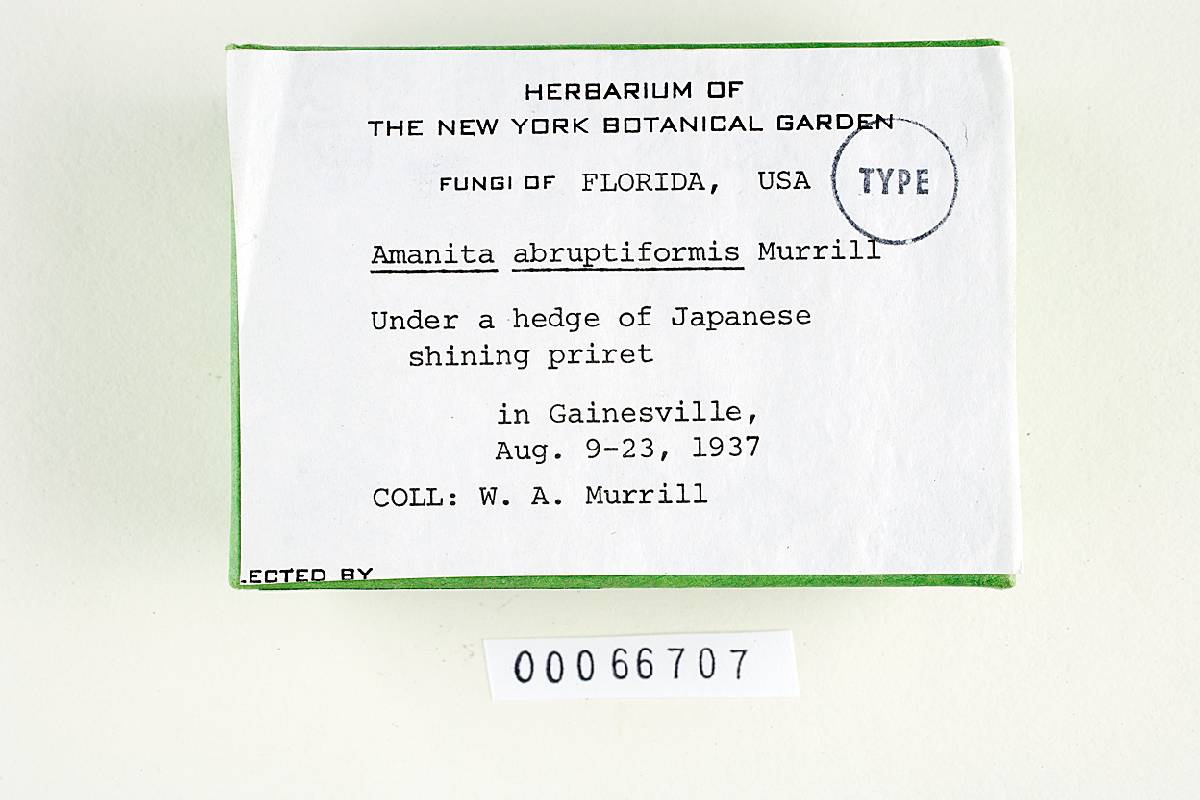 HERBARIUM OF
THE NEW YORK BOTANICAL GARDEN
FUNGI OF FLORIDA, USA
TYPE
Amanita abruptiformis Murrill
Under a hedge of Japanese
shining priret
in Gainesville,
Aug. 9-23, 1937
COLL: W. A. Murrill
.ECTED BY
00066707